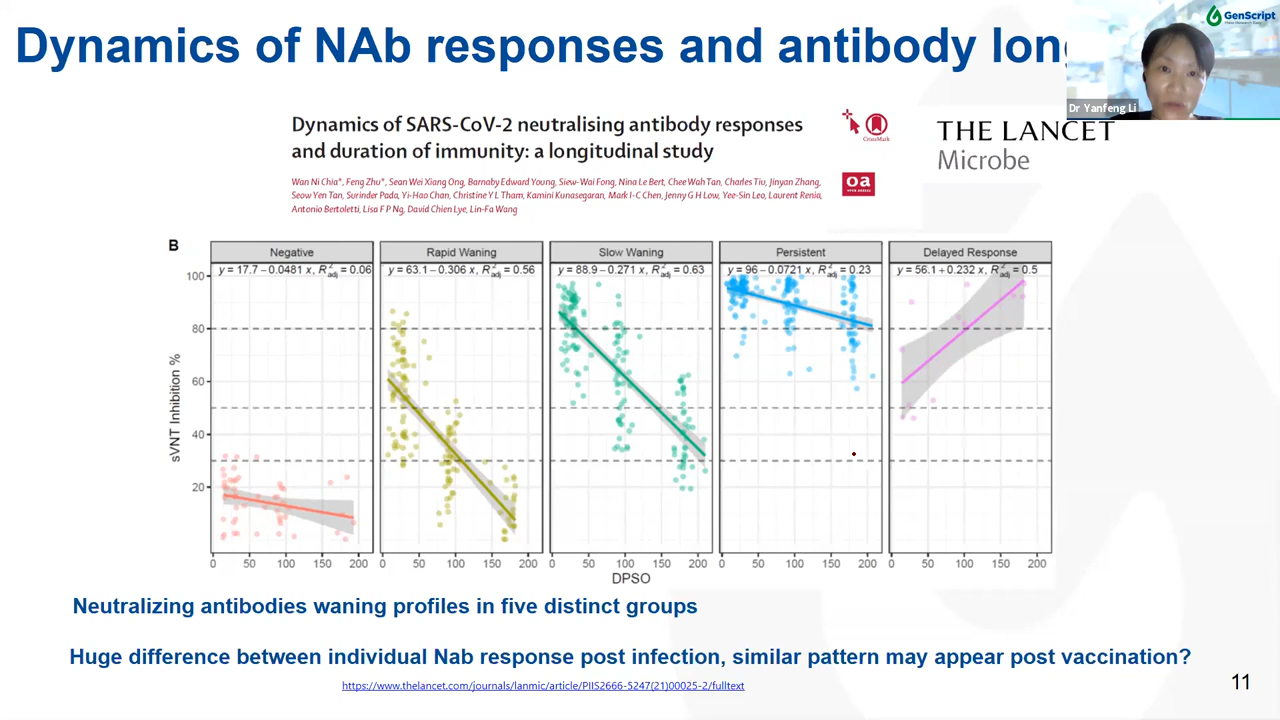 Dynamics of NAb responses and antibody long
GenScript
Dr Yanfeng Li
Dynamics of SARS-CoV-2 neutralising antibody responses
and duration of immunity: a longitudinal study
CrossMark
THE LANCET
Microbe
Wan Ni Chia*, Feng Zhu*, Sean Wei Xiang Ong, Barnaby Edward Young, Siew-Wai Fong, Nina Le Bert, Chee Wah Tan, Charles Tiu, Jinyan Zhang,
Seow Yen Tan, Surinder Pada, Yi-Hao Chan, Christine Y L Tham, Kamini Kunasegaran, Mark I-C Chen, Jenny G H Low, Yee-Sin Leo, Laurent Renia,
Antonio Bertoletti, Lisa F P Ng, David Chien Lye, Lin-Fa Wang
oa
B
Negative Rapid Waning Slow Waning Persistent Delayed Response
y = 17.7 − 0.0481 x, R²adj = 0.06 y = 63.1 − 0.306 x, R²adj = 0.56 y = 88.9 − 0.271 x, R²adj = 0.63 y = 96 − 0.0721 x, R²adj = 0.23 y = 56.1 + 0.232 x, R²adj = 0.5
sVNT Inhibition %
100
80
60
40
20
0 50 100 150 200 0 50 100 150 200 0 50 100 150 200 0 50 100 150 200 0 50 100 150 200
DPSO
Neutralizing antibodies waning profiles in five distinct groups
Huge difference between individual Nab response post infection, similar pattern may appear post vaccination?
https://www.thelancet.com/journals/lanmic/article/PIIS2666-5247(21)00025-2/fulltext
11